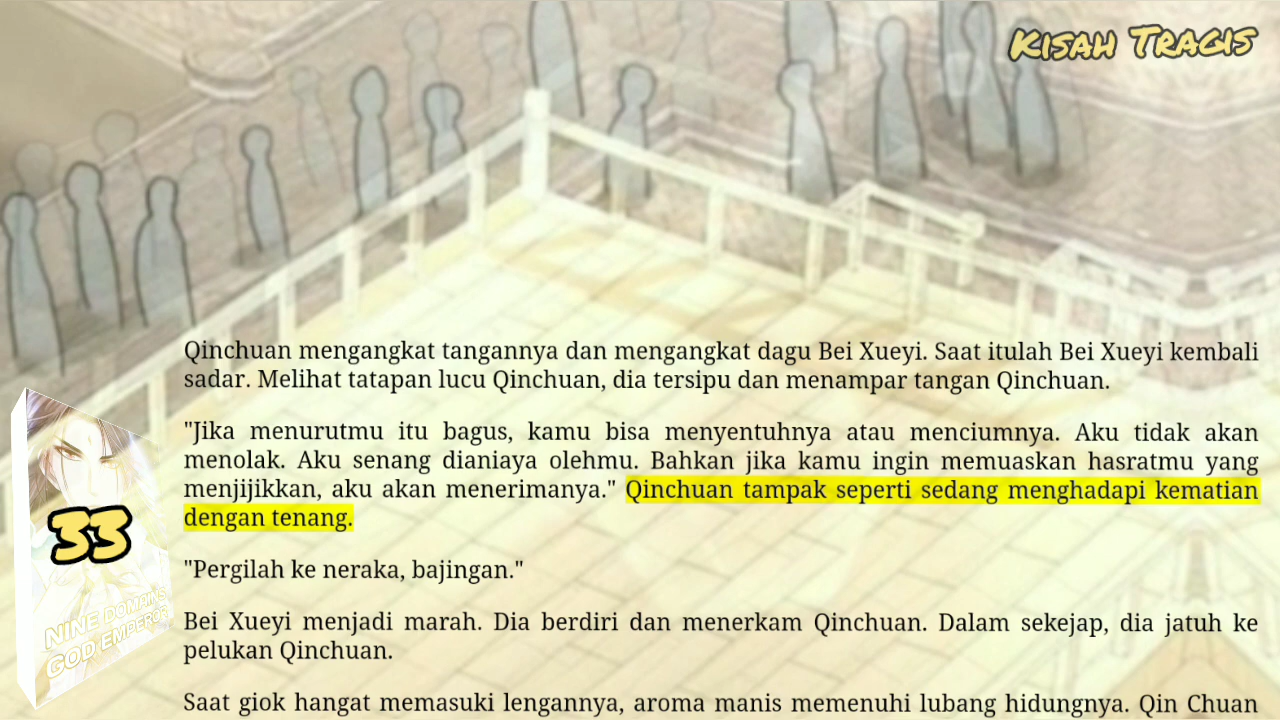 Kisah Tragis
Qinchuan mengangkat tangannya dan mengangkat dagu Bei Xueyi. Saat itulah Bei Xueyi kembali
sadar. Melihat tatapan lucu Qinchuan, dia tersipu dan menampar tangan Qinchuan.
"Jika menurutmu itu bagus, kamu bisa menyentuhnya atau menciumnya. Aku tidak akan
menolak. Aku senang dianiaya olehmu. Bahkan jika kamu ingin memuaskan hasratmu yang
menjijikkan, aku akan menerimanya." Qinchuan tampak seperti sedang menghadapi kematian
dengan tenang.
"Pergilah ke neraka, bajingan."
Bei Xueyi menjadi marah. Dia berdiri dan menerkam Qinchuan. Dalam sekejap, dia jatuh ke
pelukan Qinchuan.
Saat giok hangat memasuki lengannya, aroma manis memenuhi lubang hidungnya. Qin Chuan
33
NINE DOMAINS
GOD EMPEROR